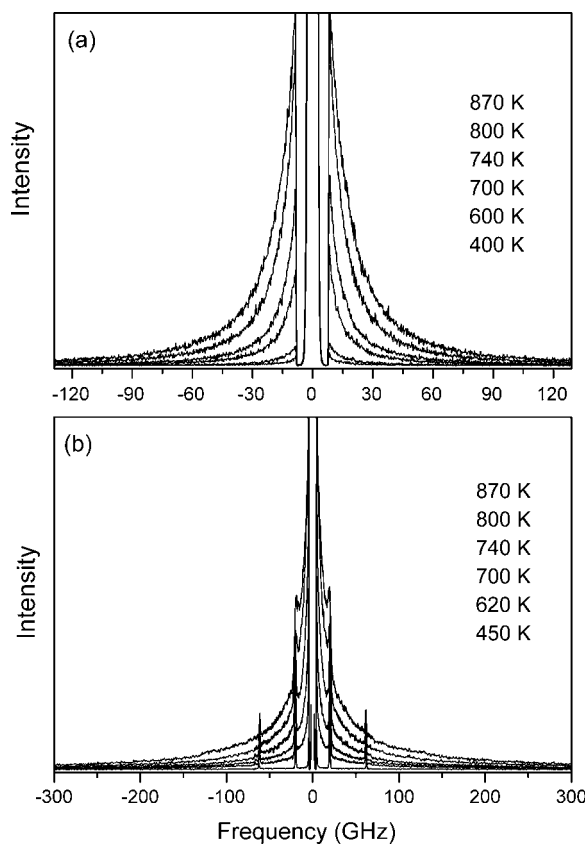 (a)
Intensity
870 K
800 K
740 K
700 K
600 K
400 K
-120 -90 -60 -30 0 30 60 90 120
(b)
Intensity
870 K
800 K
740 K
700 K
620 K
450 K
-300 -200 -100 0 100 200 300
Frequency (GHz)